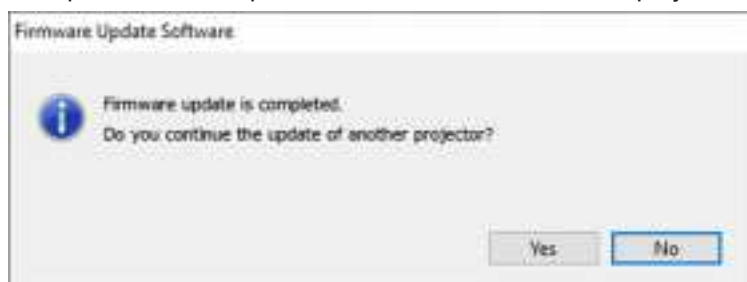 Firmware Update Software
Firmware update is completed.
Do you continue the update of another projector?
Yes
No